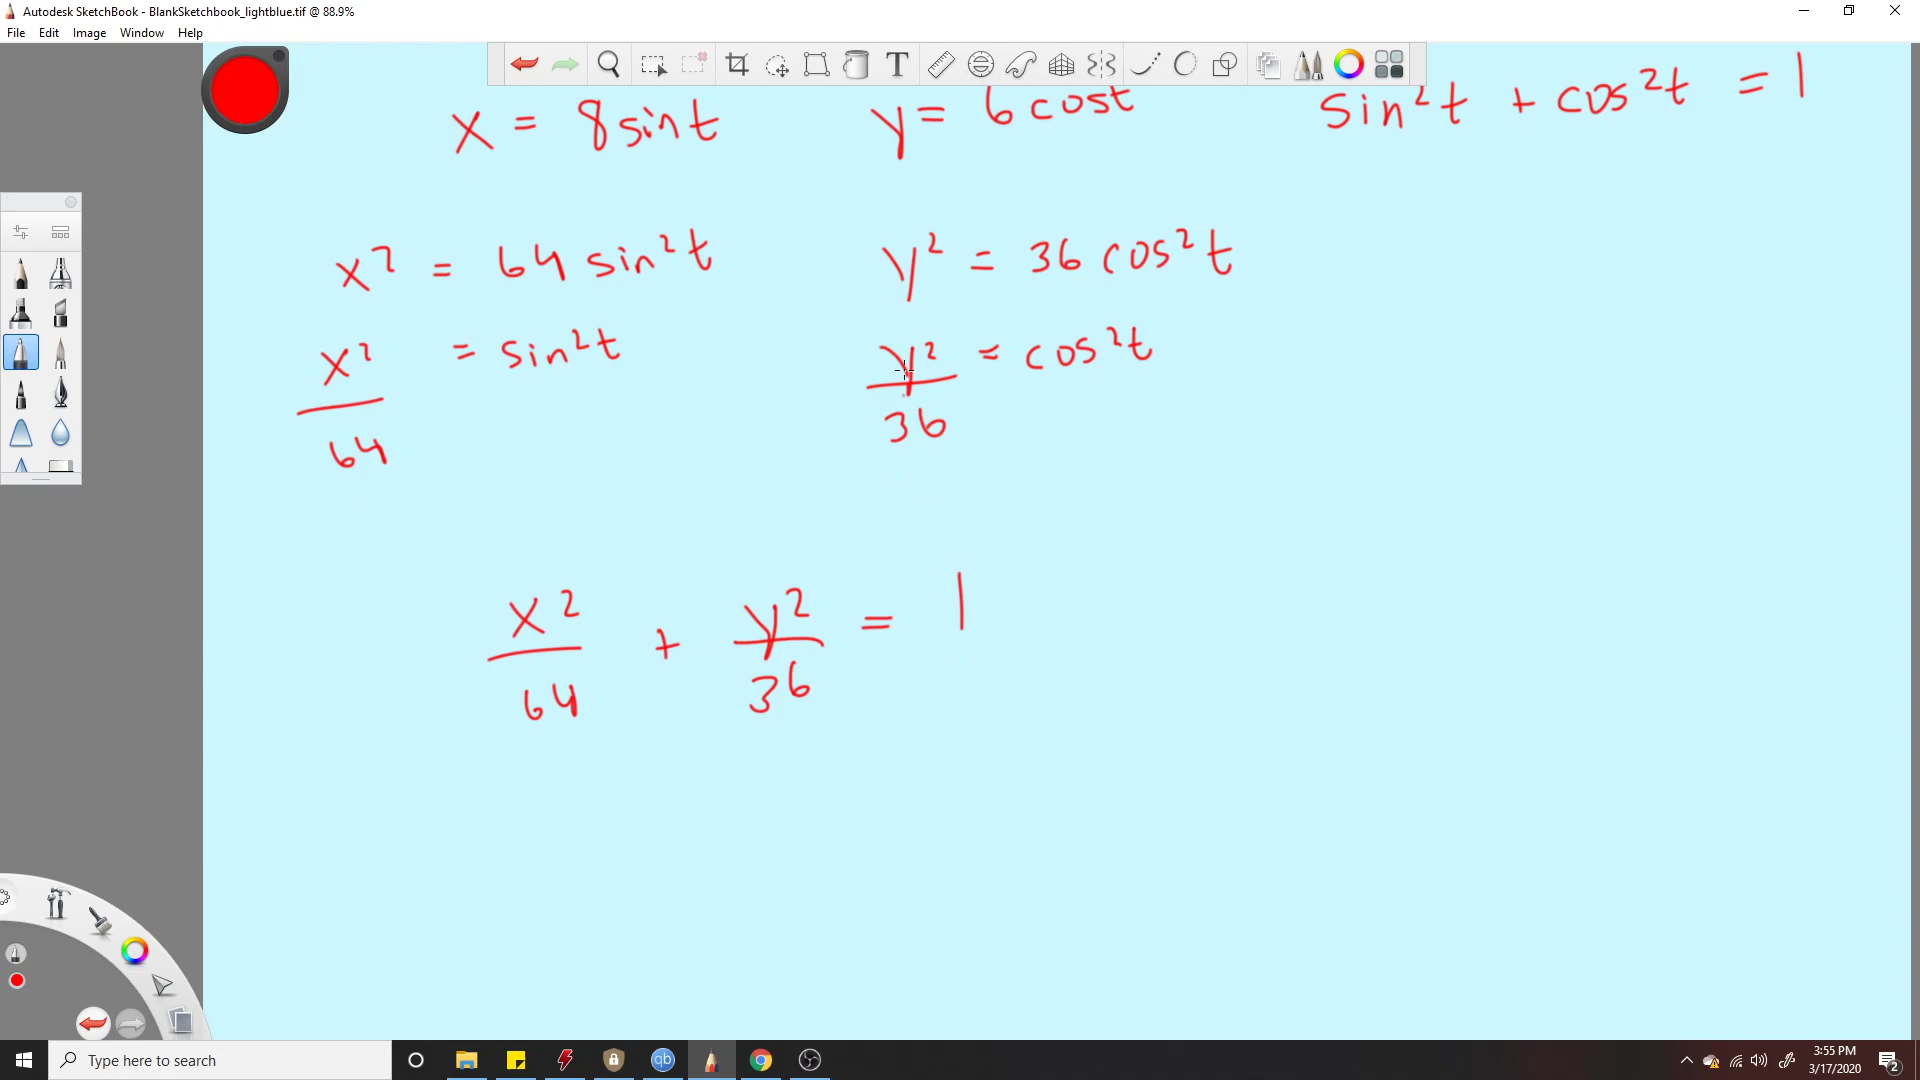 Autodesk SketchBook - BlankSketchbook_lightblue.tif @ 88.9%
File Edit Image Window Help
T
x = 8 sin t y = 6 cos t sin²t + cos²t = 1
x² = 64 sin²t y² = 36 cos²t
x²/64 = sin²t y²/36 = cos²t
x²/64 + y²/36 = 1
Type here to search
qb
3:55 PM
3/17/2020
2